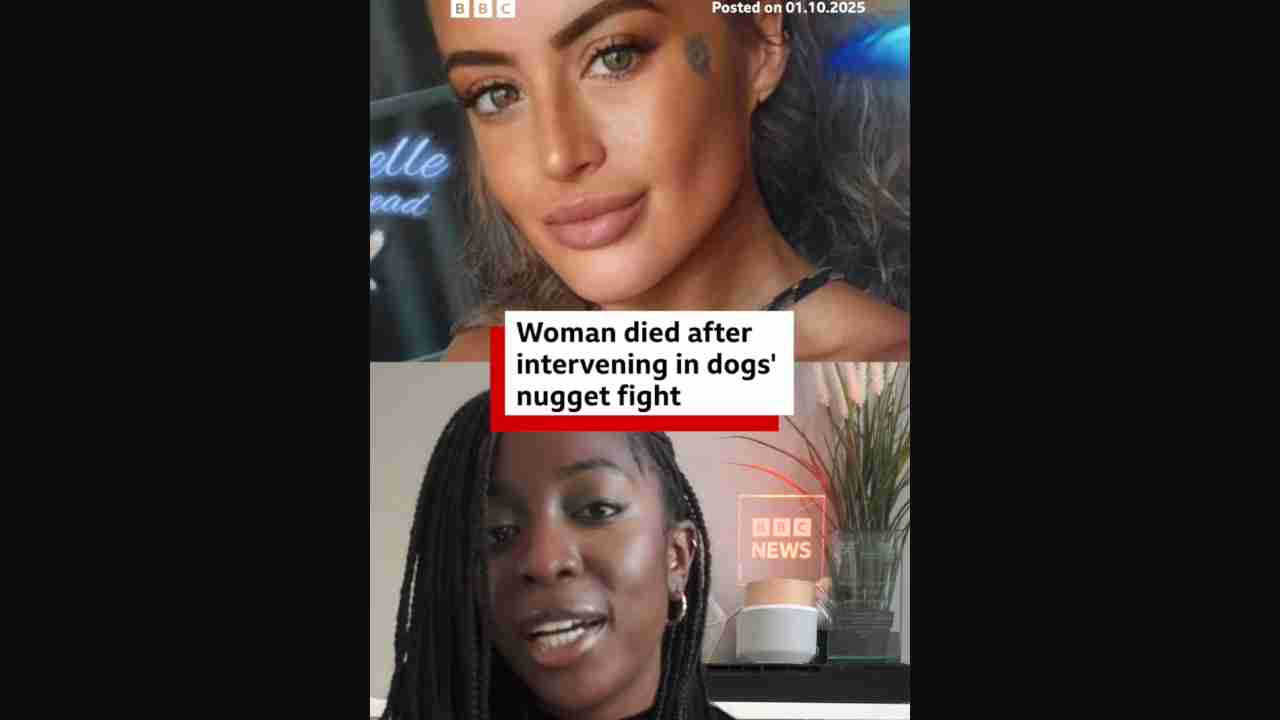 BBC
Posted on 01.10.2025
elle
ead
Woman died after
intervening in dogs'
nugget fight
BBC
NEWS